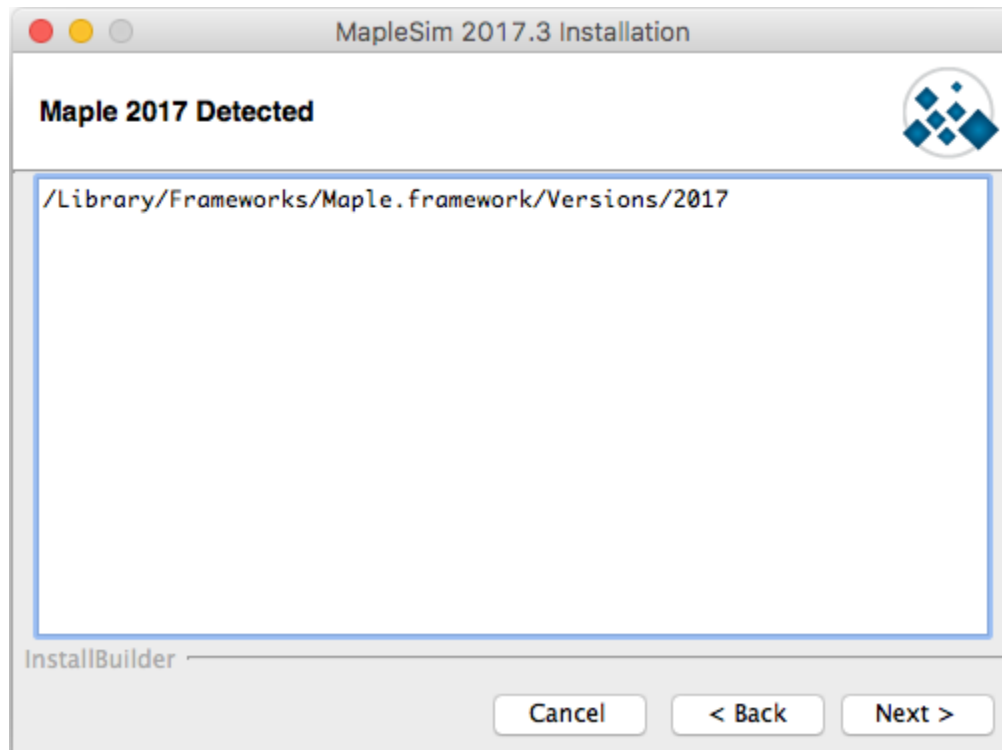 MapleSim 2017.3 Installation
Maple 2017 Detected
/Library/Frameworks/Maple.framework/Versions/2017
InstallBuilder
Cancel
< Back
Next >